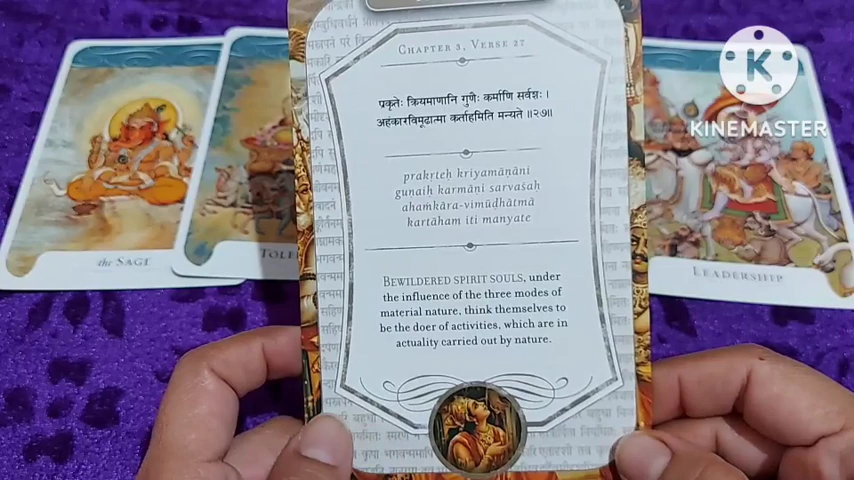 CHAPTER 3, VERSE 27
प्रकृतेः क्रियमाणानि गुणैः कर्माणि सर्वशः ।
अहंकारविमूढात्मा कर्ताहमिति मन्यते ॥२७॥
prakṛteḥ kriyamāṇāni
guṇaiḥ karmāṇi sarvaśaḥ
ahaṁkāra-vimūḍhātmā
kartāham iti manyate
BEWILDERED SPIRIT SOULS, under
the influence of the three modes of
material nature, think themselves to
be the doer of activities, which are in
actuality carried out by nature.
the SAGE
TOLE
LEADERSHIP
K
KINEMASTER